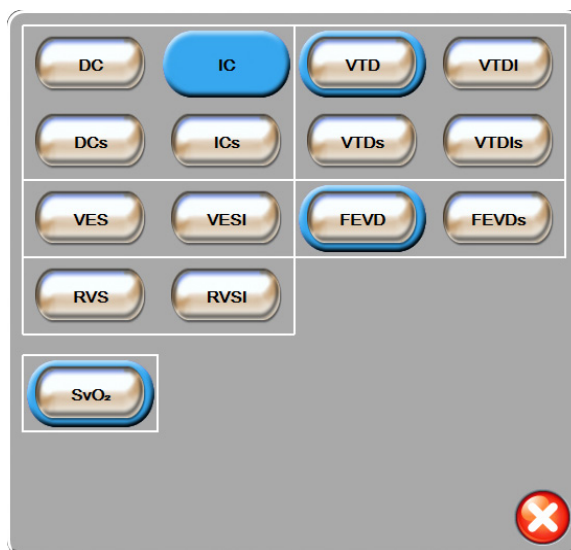 DC IC VTD VTDI
DCs ICs VTDs VTDIs
VES VESI FEVD FEVDs
RVS RVSI
SvO₂